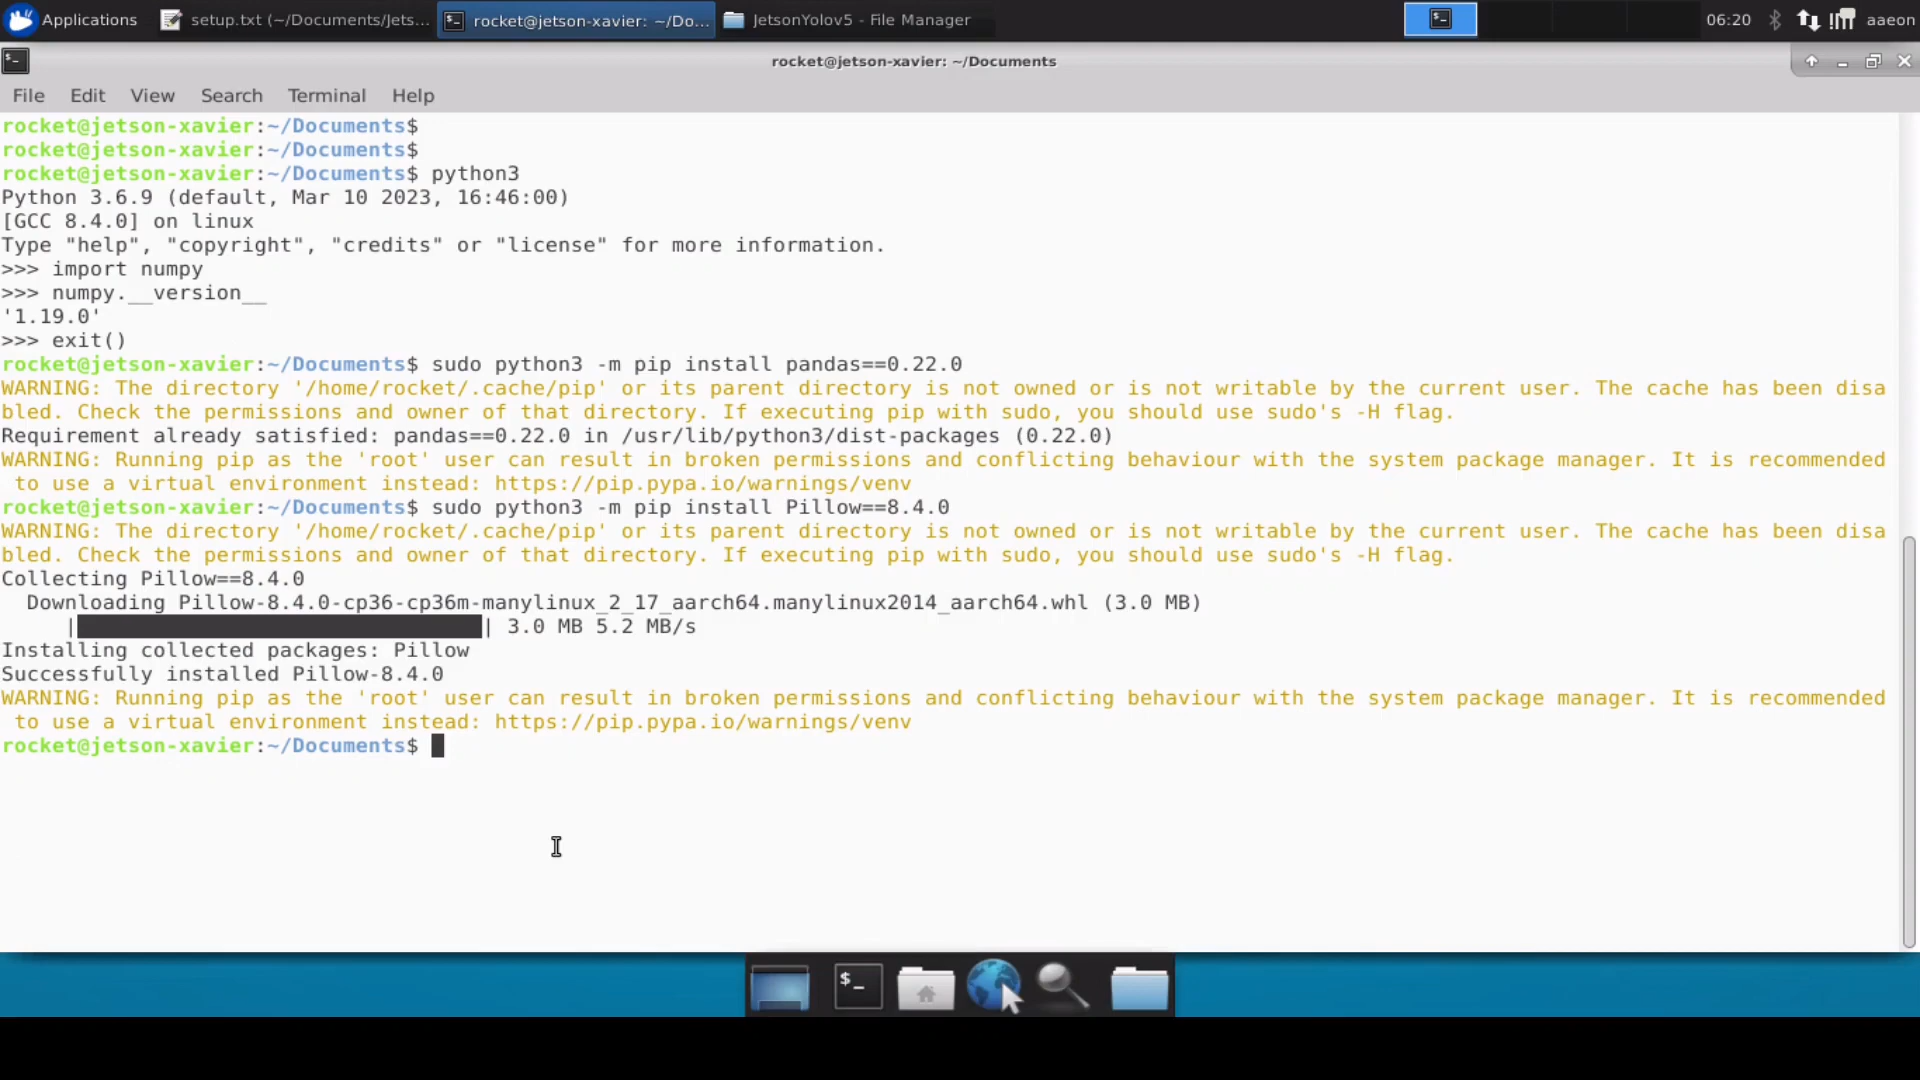 Applications setup.txt (~/Documents/Jets... rocket@jetson-xavier: ~/Do... JetsonYolov5 - File Manager 06:20 aaeon
rocket@jetson-xavier: ~/Documents
File Edit View Search Terminal Help
rocket@jetson-xavier:~/Documents$
rocket@jetson-xavier:~/Documents$
rocket@jetson-xavier:~/Documents$ python3
Python 3.6.9 (default, Mar 10 2023, 16:46:00)
[GCC 8.4.0] on linux
Type "help", "copyright", "credits" or "license" for more information.
>>> import numpy
>>> numpy.__version__
'1.19.0'
>>> exit()
rocket@jetson-xavier:~/Documents$ sudo python3 -m pip install pandas==0.22.0
WARNING: The directory '/home/rocket/.cache/pip' or its parent directory is not owned or is not writable by the current user. The cache has been disa
bled. Check the permissions and owner of that directory. If executing pip with sudo, you should use sudo's -H flag.
Requirement already satisfied: pandas==0.22.0 in /usr/lib/python3/dist-packages (0.22.0)
WARNING: Running pip as the 'root' user can result in broken permissions and conflicting behaviour with the system package manager. It is recommended
 to use a virtual environment instead: https://pip.pypa.io/warnings/venv
rocket@jetson-xavier:~/Documents$ sudo python3 -m pip install Pillow==8.4.0
WARNING: The directory '/home/rocket/.cache/pip' or its parent directory is not owned or is not writable by the current user. The cache has been disa
bled. Check the permissions and owner of that directory. If executing pip with sudo, you should use sudo's -H flag.
Collecting Pillow==8.4.0
  Downloading Pillow-8.4.0-cp36-cp36m-manylinux_2_17_aarch64.manylinux2014_aarch64.whl (3.0 MB)
     |████████████████████████████████| 3.0 MB 5.2 MB/s
Installing collected packages: Pillow
Successfully installed Pillow-8.4.0
WARNING: Running pip as the 'root' user can result in broken permissions and conflicting behaviour with the system package manager. It is recommended
 to use a virtual environment instead: https://pip.pypa.io/warnings/venv
rocket@jetson-xavier:~/Documents$